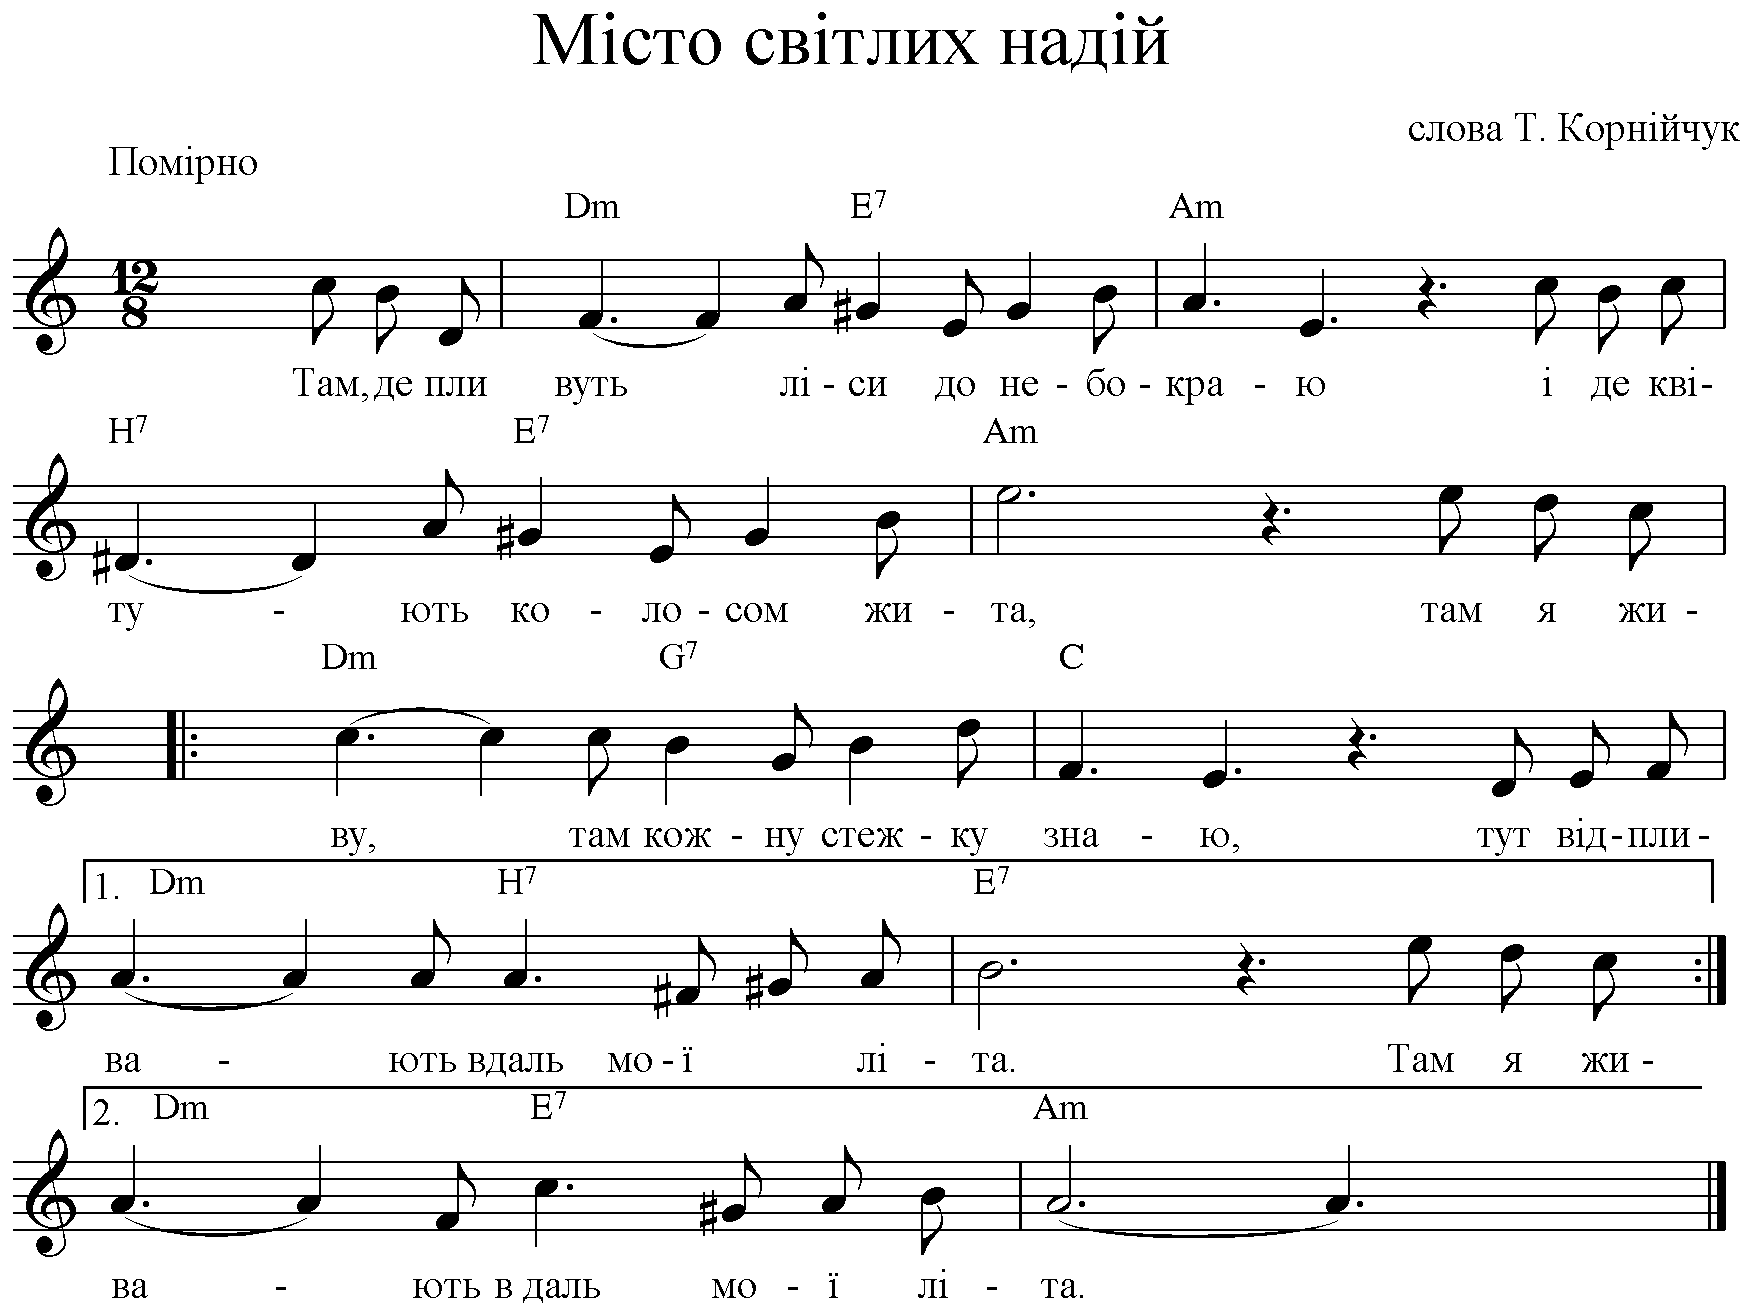 Місто світлих надій
слова Т. Корнійчук
Помірно
Dm E7 Am
12
8
Там, де пли вуть лі - си до не - бо - кра - ю і де кві-
H7 E7 Am
ту - ють ко - ло - сом жи - та, там я жи -
Dm G7 C
ву, там кож - ну стеж - ку зна - ю, тут від - пли -
1. Dm H7 E7
ва - ють вдаль мо - ї лі - та. Там я жи -
2. Dm E7 Am
ва - ють в даль мо - ї лі - та.